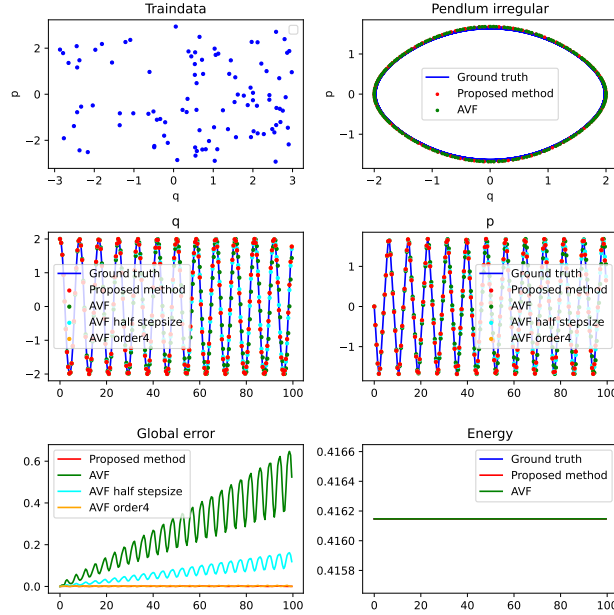 Traindata
p
2
0
−2
−3
−2
−1
0
1
2
3
q
Pendlum irregular
p
1
0
−1
Ground truth
Proposed method
AVF
−2
−1
0
1
2
q
q
2
1
0
−1
−2
Ground truth
Proposed method
AVF
AVF half stepsize
AVF order4
0
20
40
60
80
100
p
1
0
−1
Ground truth
Proposed method
AVF
AVF half stepsize
AVF order4
0
20
40
60
80
100
Global error
0.6
0.4
0.2
0.0
Proposed method
AVF
AVF half stepsize
AVF order4
0
20
40
60
80
100
Energy
0.4166
0.41664
0.41662
0.41660
0.41658
Ground truth
Proposed method
AVF
0
20
40
60
80
100